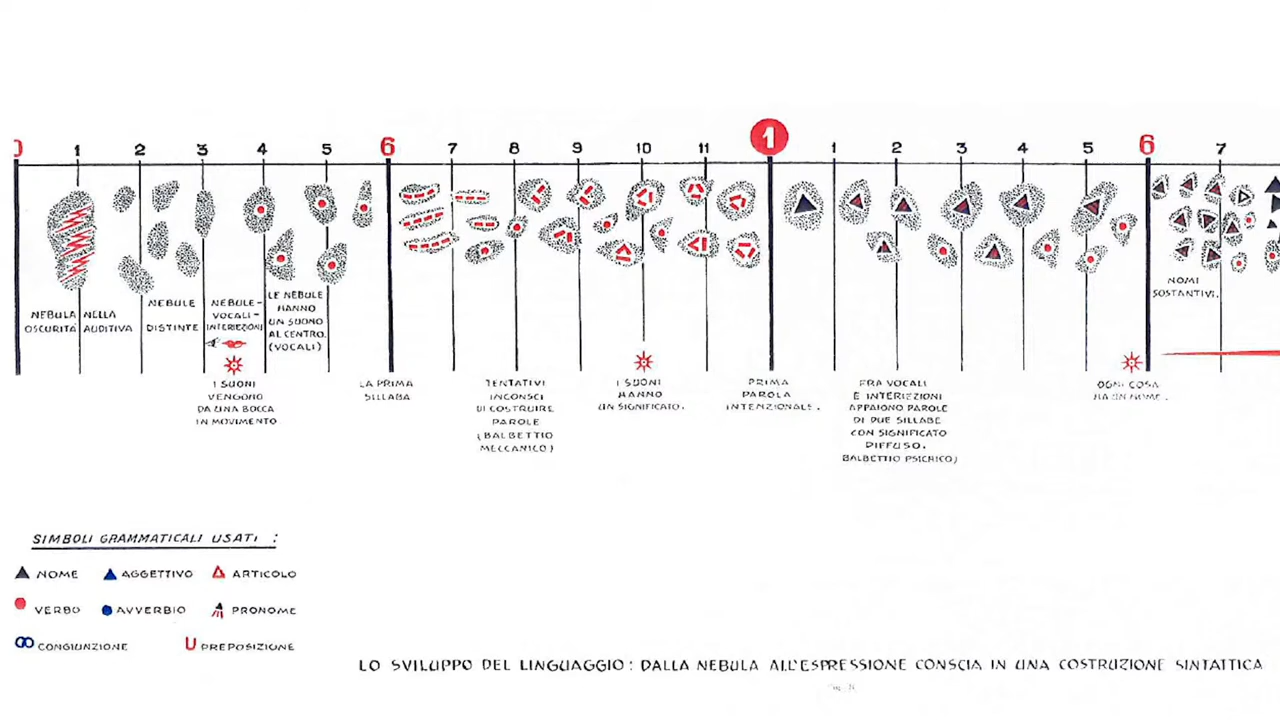 0 1 2 3 4 5 6 7 8 9 10 11 1 1 2 3 4 5 6 7
NEBULA NELLA
OSCURITÀ AUDITIVA
NEBULE
DISTINTE
NEBULE-
VOCALI-
INTERIEZIONI
LE NEBULE
HANNO
UN SUONO
AL CENTRO.
(VOCALI)
NOMI
SOSTANTIVI.
I SUONI
VENGONO
DA UNA BOCCA
IN MOVIMENTO.
LA PRIMA
SILLABA
TENTATIVI
INCONSCI
DI COSTRUIRE
PAROLE
(BALBETTIO
MECCANICO)
I SUONI
HANNO
UN SIGNIFICATO.
PRIMA
PAROLA
INTENZIONALE.
FRA VOCALI
E INTERIEZIONI
APPAIONO PAROLE
DI DUE SILLABE
CON SIGNIFICATO
DIFFUSO.
BALBETTIO PSICHICO)
OGNI COSA
HA UN NOME.
SIMBOLI GRAMMATICALI USATI :
NOME AGGETTIVO ARTICOLO
VERBO AVVERBIO PRONOME
CONGIUNZIONE PREPOSIZIONE
LO SVILUPPO DEL LINGUAGGIO: DALLA NEBULA ALL'ESPRESSIONE CONSCIA IN UNA COSTRUZIONE SINTATTICA